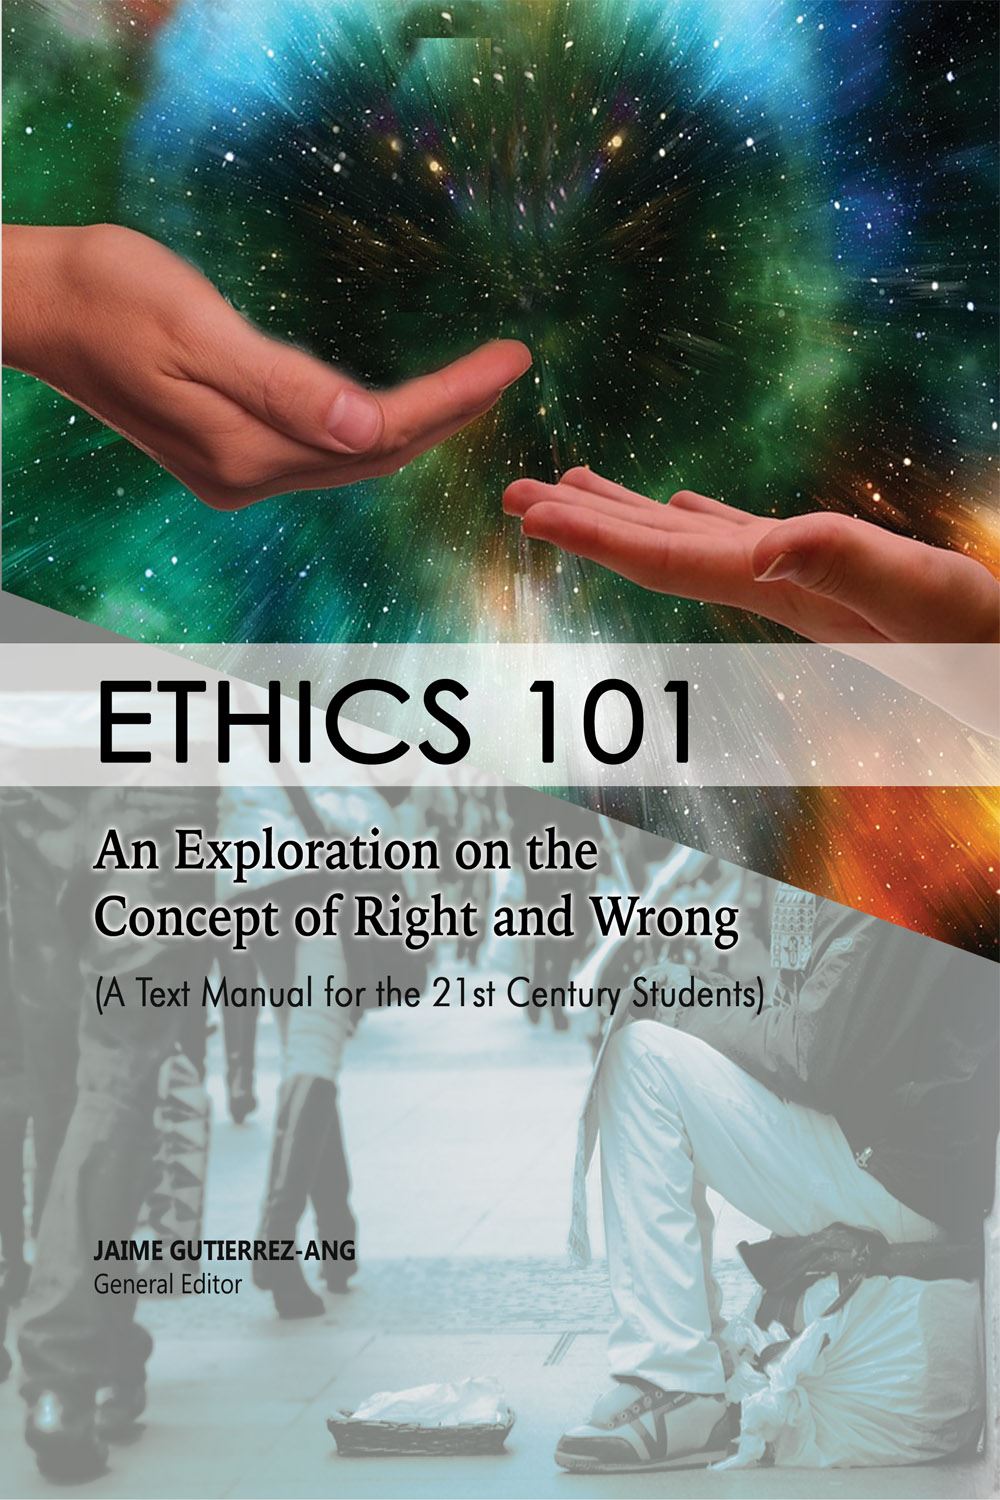 ETHICS 101
An Exploration on the
Concept of Right and Wrong
(A Text Manual for the 21st Century Students)
JAIME GUTIERREZ-ANG
General Editor